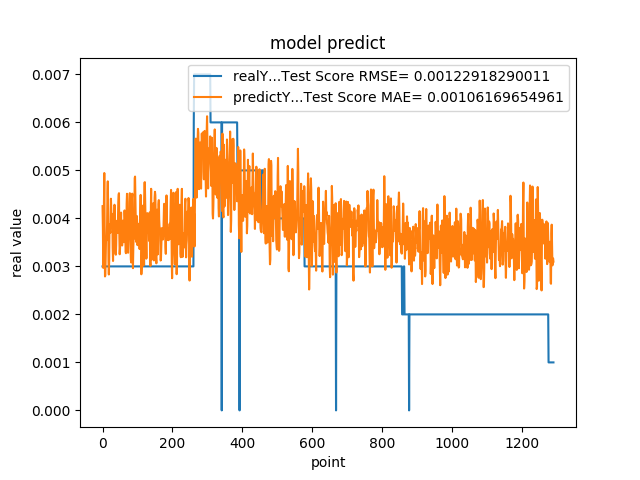 model predict
realY...Test Score RMSE= 0.00122918290011
predictY...Test Score MAE= 0.00106169654961
real value
0.007
0.006
0.005
0.004
0.003
0.002
0.001
0.000
0 200 400 600 800 1000 1200
point